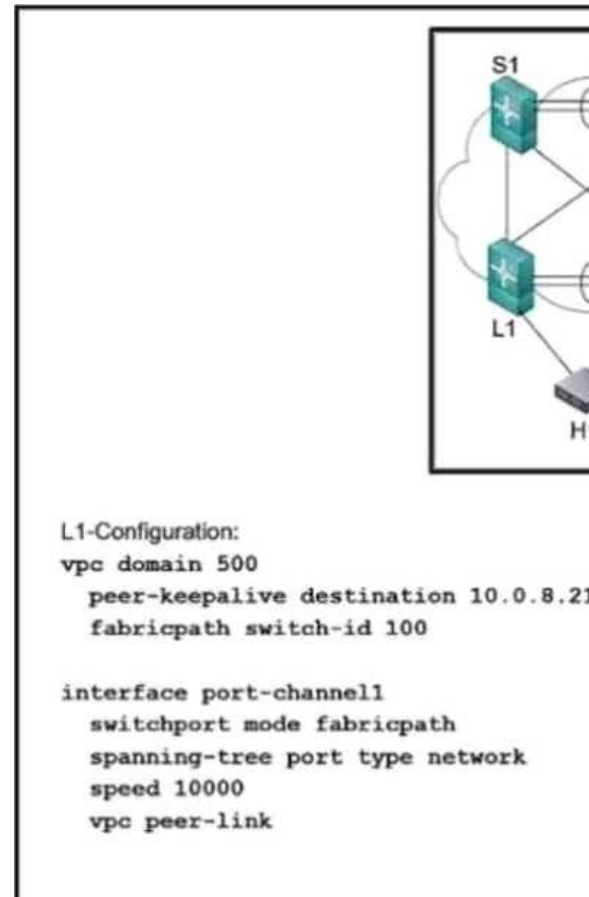 S1
L1
L1-Configuration:
vpc domain 500
peer-keepalive destination 10.0.8.21
fabricpath switch-id 100
interface port-channel1
switchport mode fabricpath
spanning-tree port type network
speed 10000
vpc peer-link